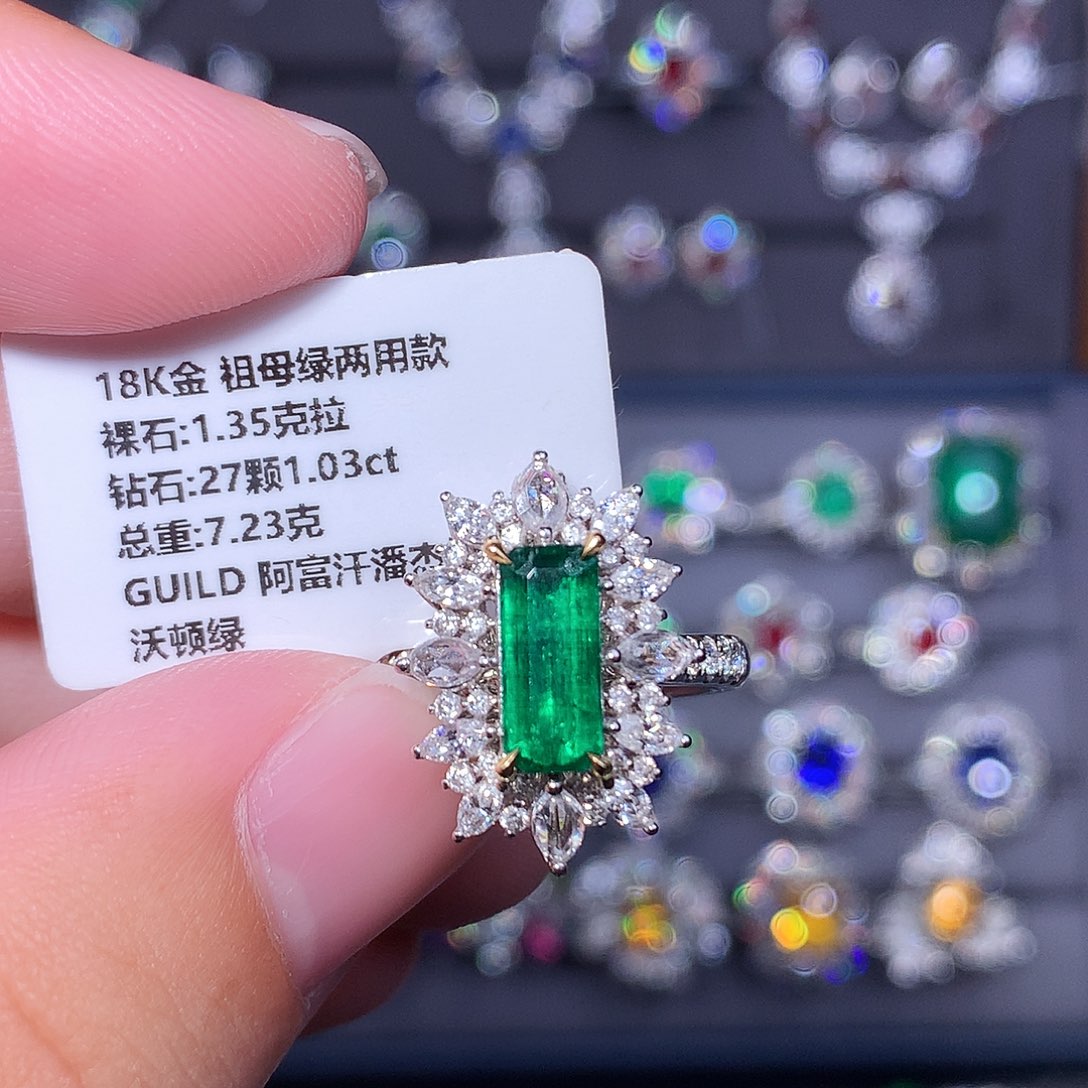 18K金 祖母绿两用款
裸石:1.35克拉
钻石:27颗1.03ct
总重:7.23克
GUILD 阿富汗潘杰
沃顿绿